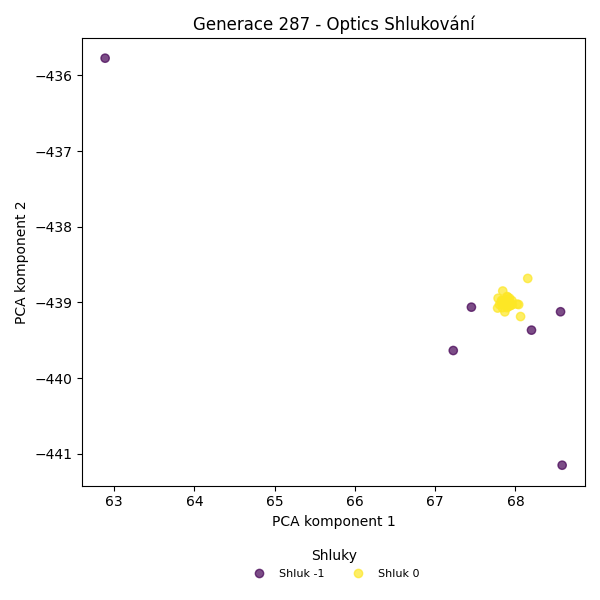 Generace 287 - Optics Shlukování
−436
−437
−438
−439
−440
−441
PCA komponent 2
63 64 65 66 67 68
PCA komponent 1
Shluky
Shluk -1 Shluk 0